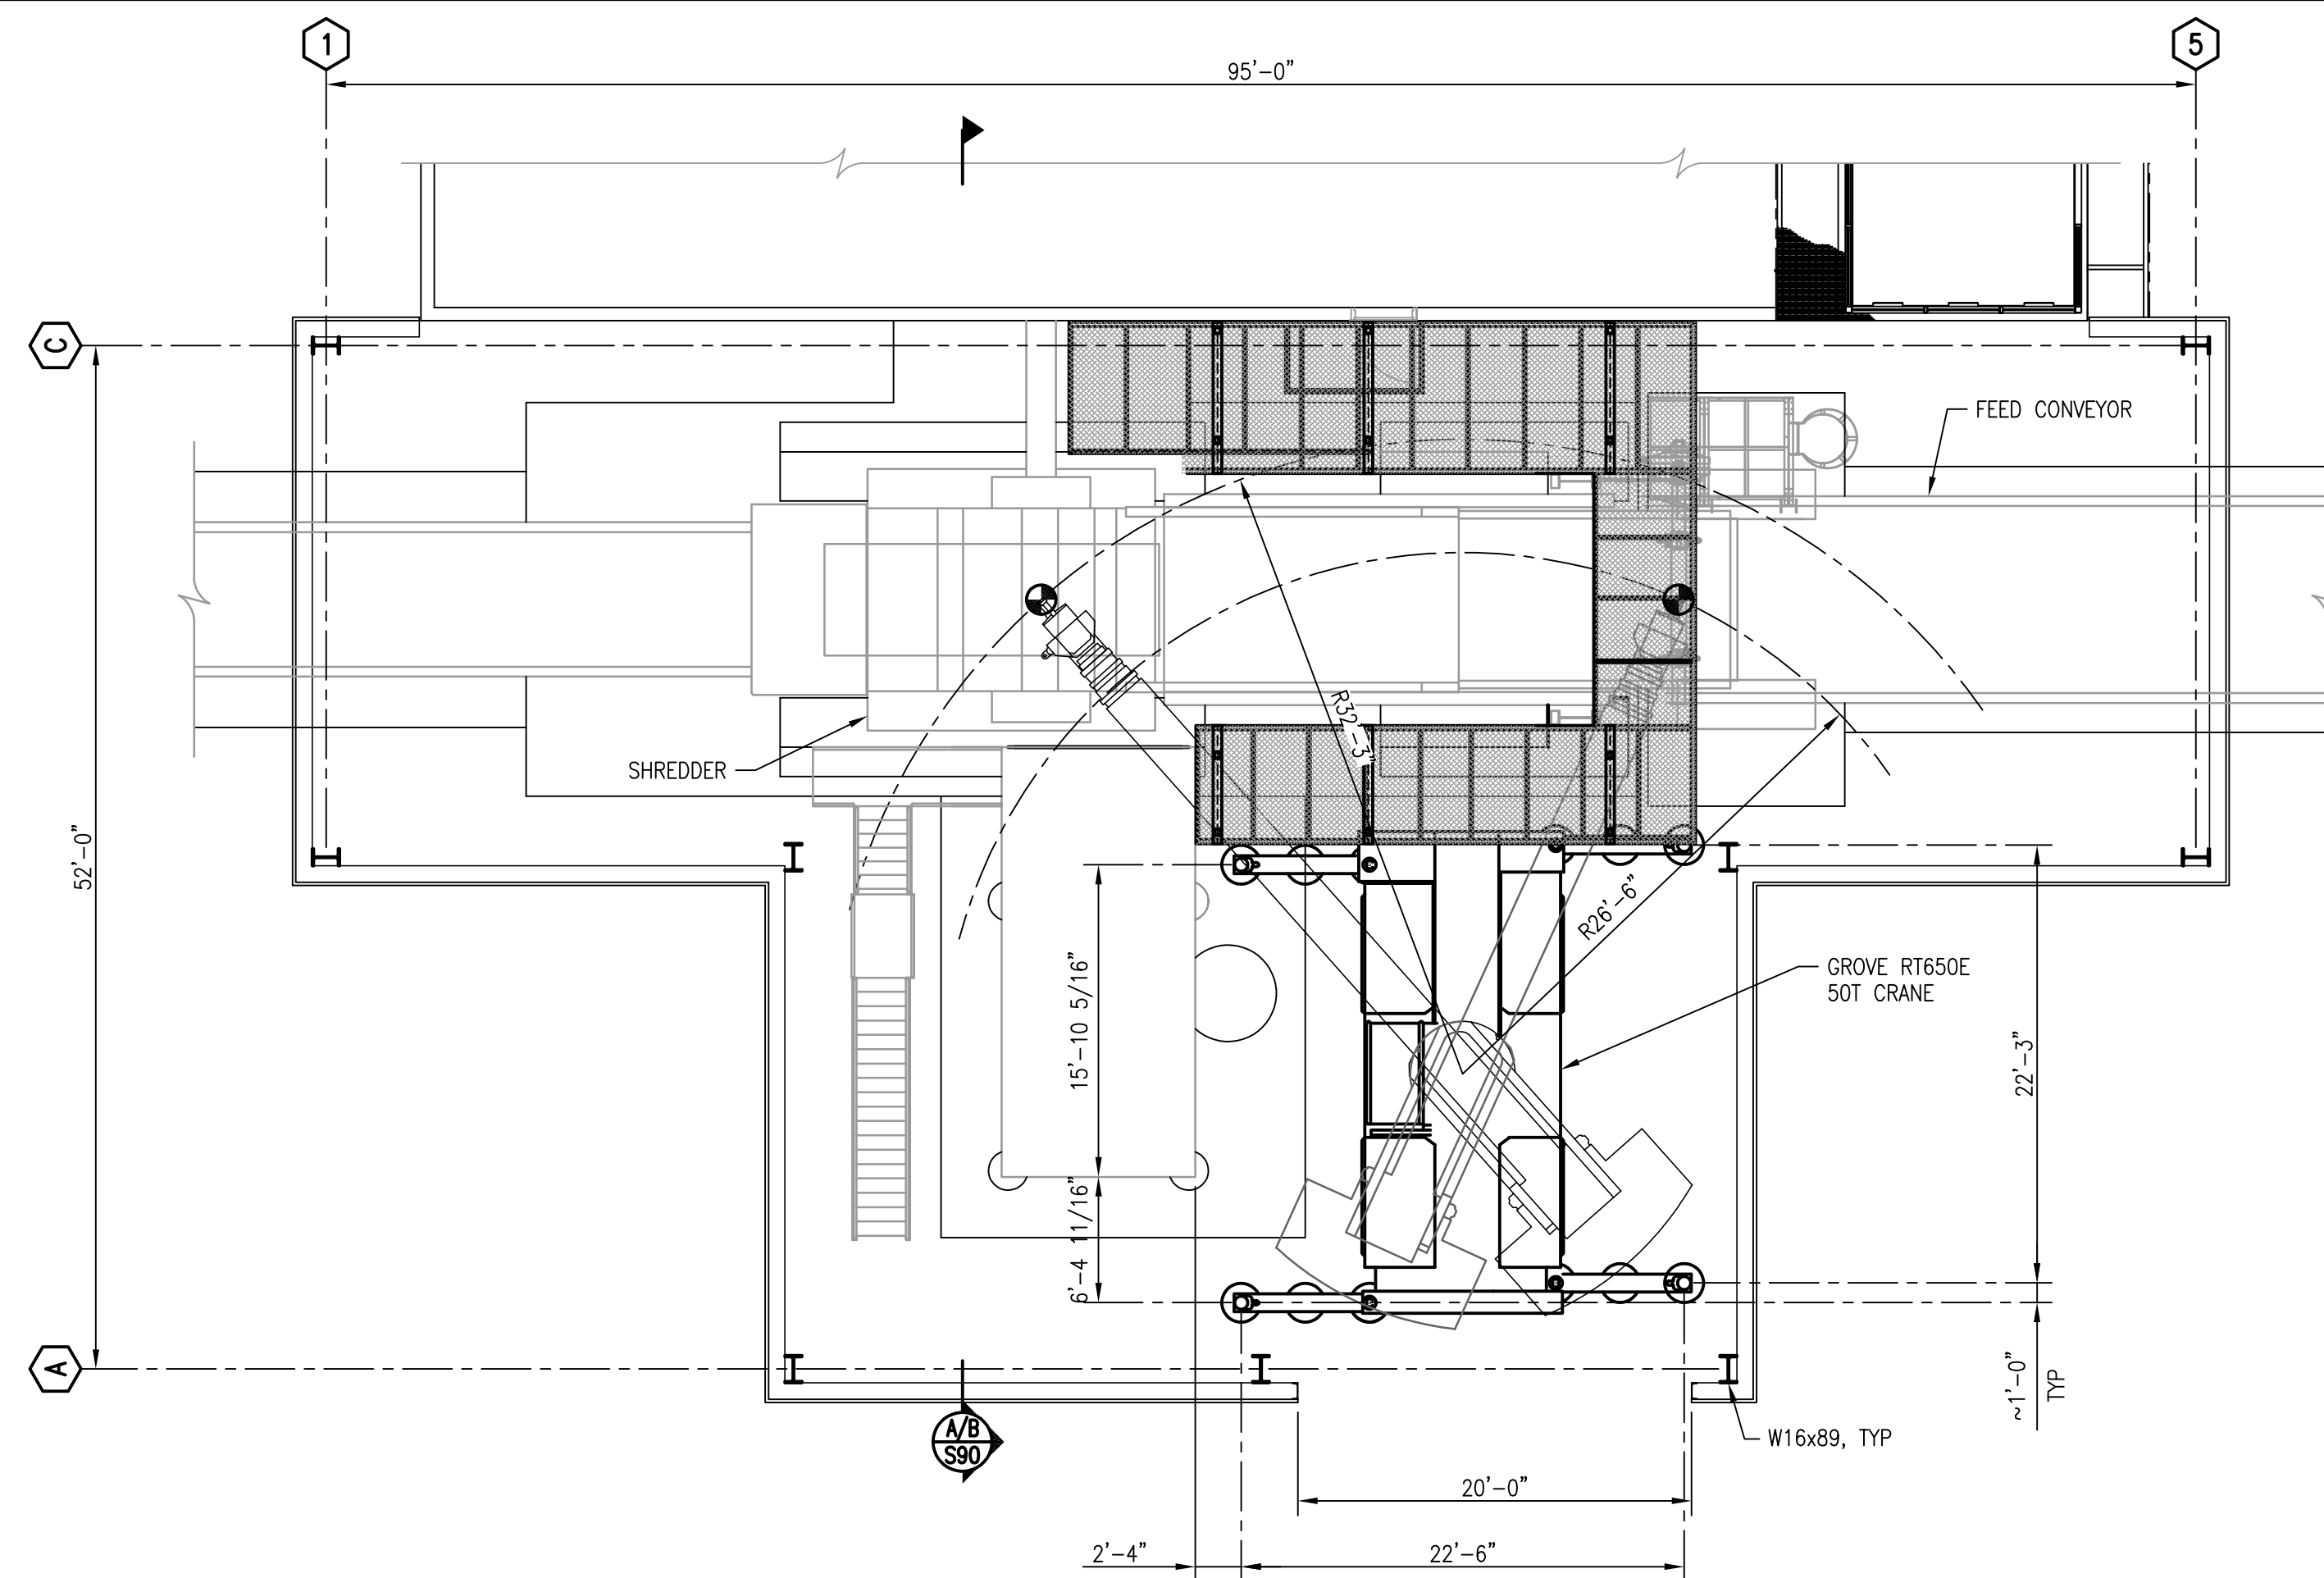 1
5
95'-0"
C
FEED CONVEYOR
SHREDDER
R32'-3"
52'-0"
R26'-6"
GROVE RT650E
50T CRANE
15'-10 5/16"
22'-3"
6'-4 11/16"
A
~1'-0"
TYP
A/B
S90
W16x89, TYP
20'-0"
2'-4"
22'-6"